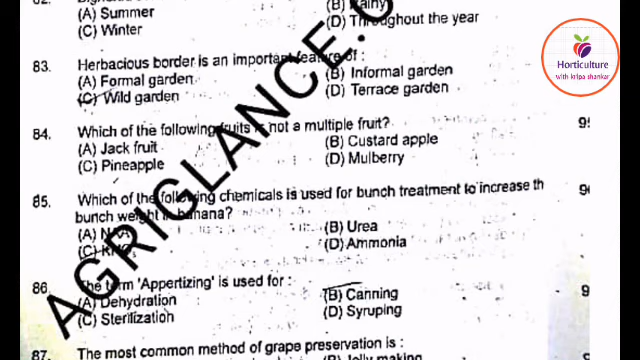 (A) Summer
(B) Rainy
(C) Winter
(D) Throughout the year
83. Herbacious border is an important feature of :
(A) Formal garden
(B) Informal garden
(C) Wild garden
(D) Terrace garden
84. Which of the following fruits is not a multiple fruit?
(A) Jack fruit
(B) Custard apple
(C) Pineapple
(D) Mulberry
85. Which of the following chemicals is used for bunch treatment to increase th
bunch weight in banana?
(A) NAA
(B) Urea
(C) KNO
(D) Ammonia
86. The term 'Appertizing' is used for :
(A) Dehydration
(B) Canning
(C) Sterilization
(D) Syruping
87. The most common method of grape preservation is :
(B) Jelly making
AGRIGLANCE.
Horticulture
with kripa shankar